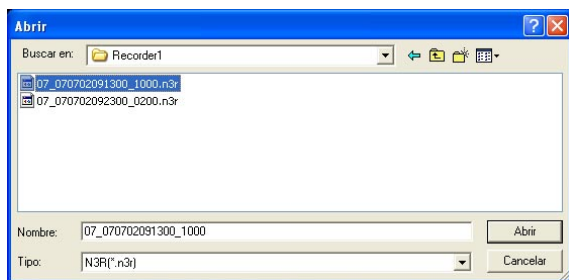 Abrir
Buscar en: Recorder1
07_070702091300_1000.n3r
07_070702092300_0200.n3r
Nombre: 07_070702091300_1000 Abrir
Tipo: N3R(*.n3r) Cancelar